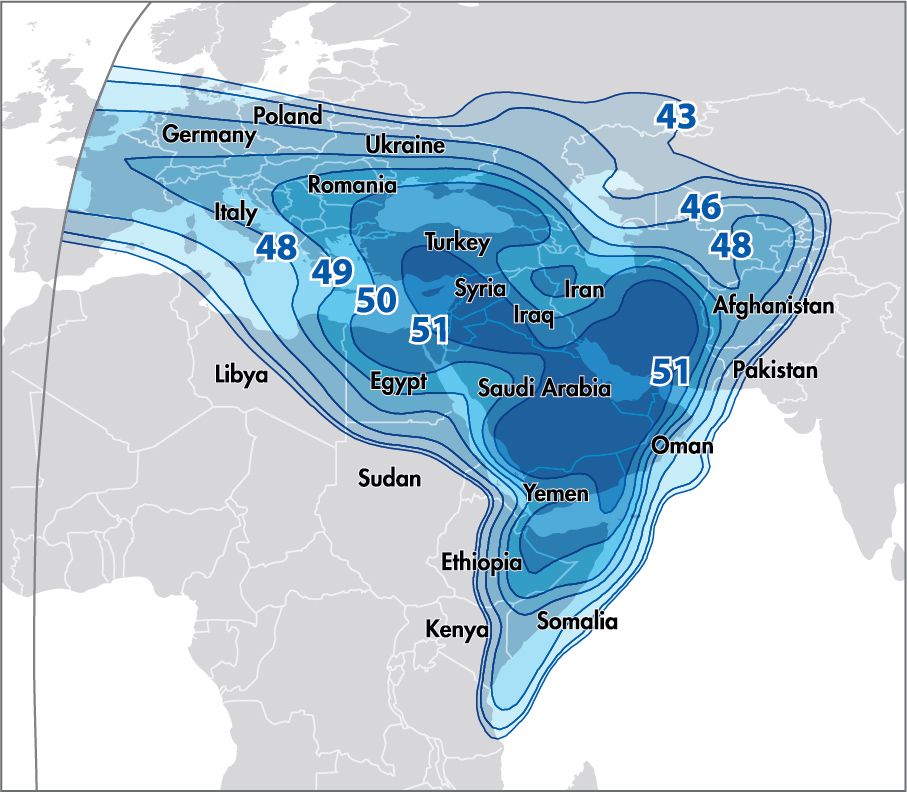 43
Poland
Germany
Ukraine
Romania
46
Italy
Turkey
48
48
49
Syria
Iran
50
Iraq
Afghanistan
51
Libya
Egypt
Saudi Arabia
51
Pakistan
Oman
Sudan
Yemen
Ethiopia
Somalia
Kenya